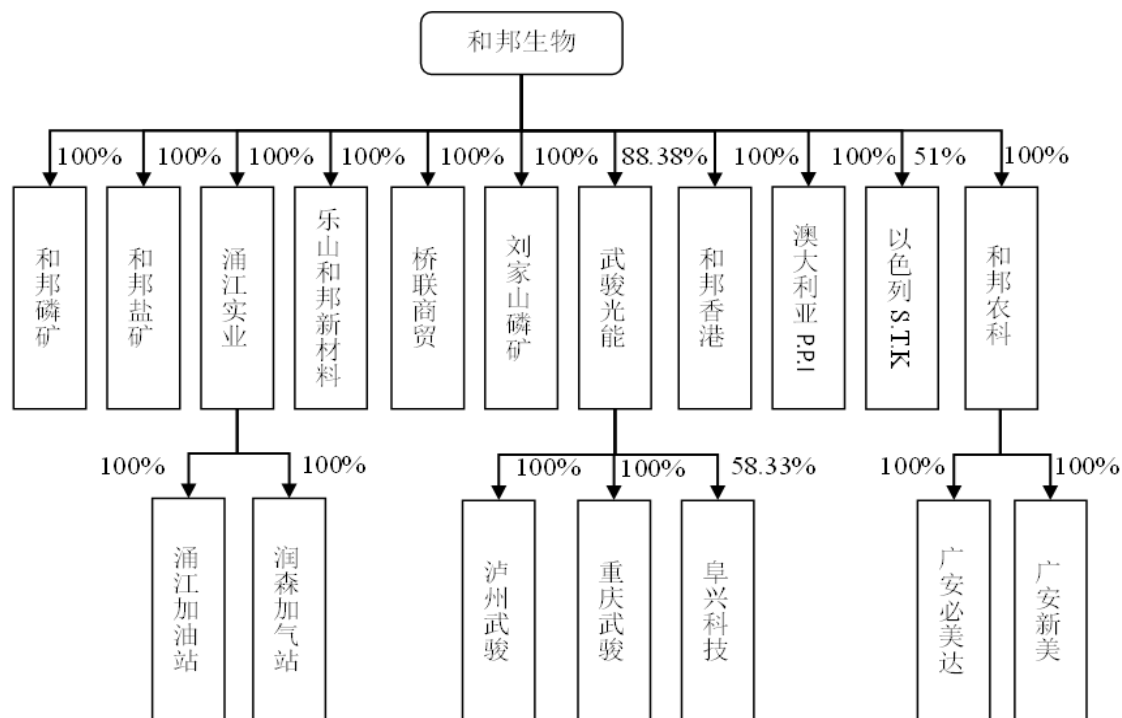 和邦生物
100% 100% 100% 100% 100% 100% 88.38% 100% 100% 51% 100%
和邦磷矿
和邦盐矿
涌江实业
乐山和邦新材料
桥联商贸
刘家山磷矿
武骏光能
和邦香港
澳大利亚 P.P.I
以色列 S.T.K
和邦农科
100% 100% 100% 100% 58.33% 100% 100%
涌江加油站
润森加气站
泸州武骏
重庆武骏
阜兴科技
广安必美达
广安新美